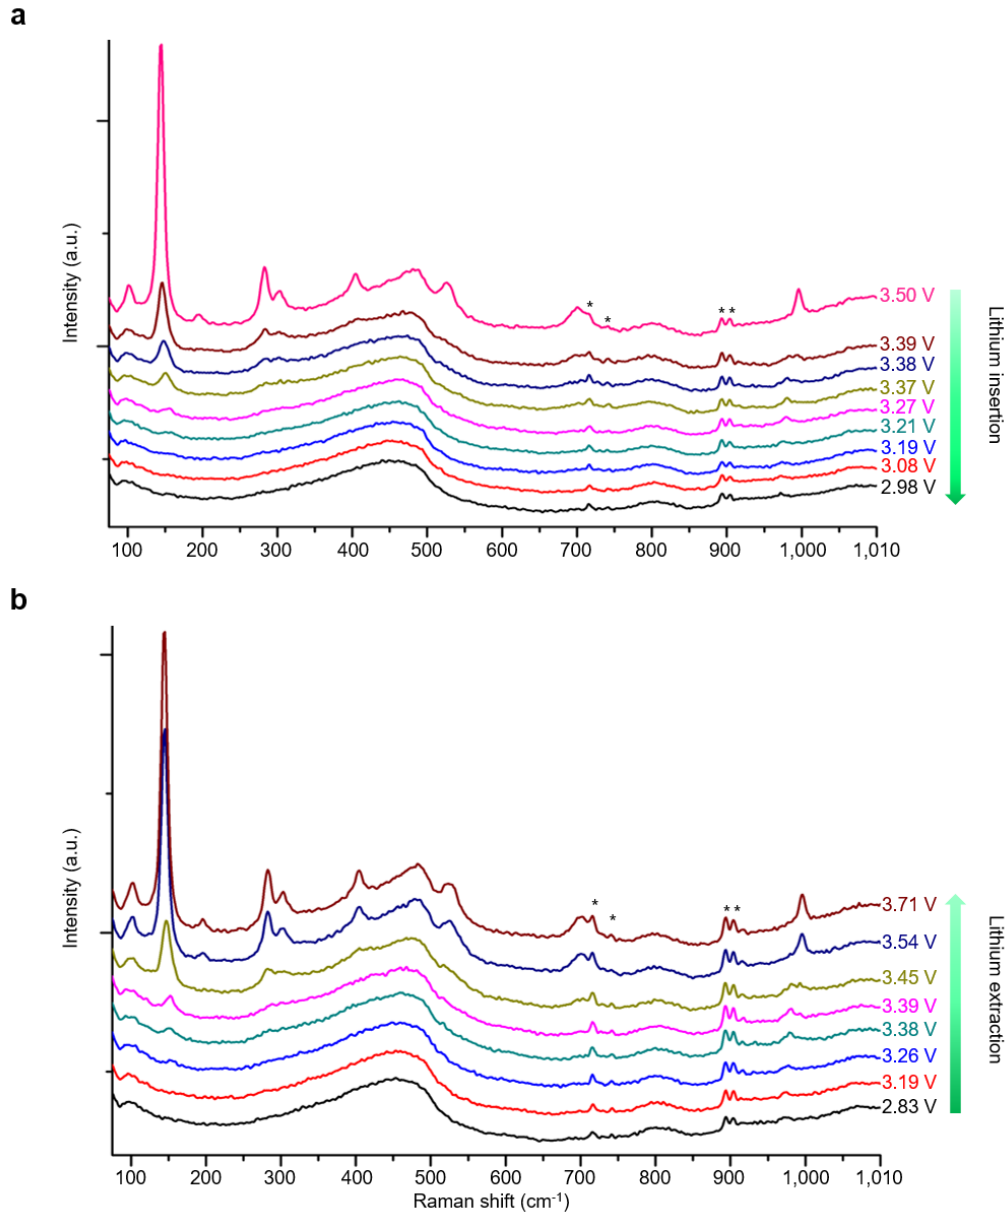 a
Intensity (a.u.)
*
*
* *
3.50 V
3.39 V
3.38 V
3.37 V
3.27 V
3.21 V
3.19 V
3.08 V
2.98 V
Lithium insertion
100 200 300 400 500 600 700 800 900 1,000 1,010
b
Intensity (a.u.)
*
*
* *
3.71 V
3.54 V
3.45 V
3.39 V
3.38 V
3.26 V
3.19 V
2.83 V
Lithium extraction
100 200 300 400 500 600 700 800 900 1,000 1,010
Raman shift (cm⁻¹)